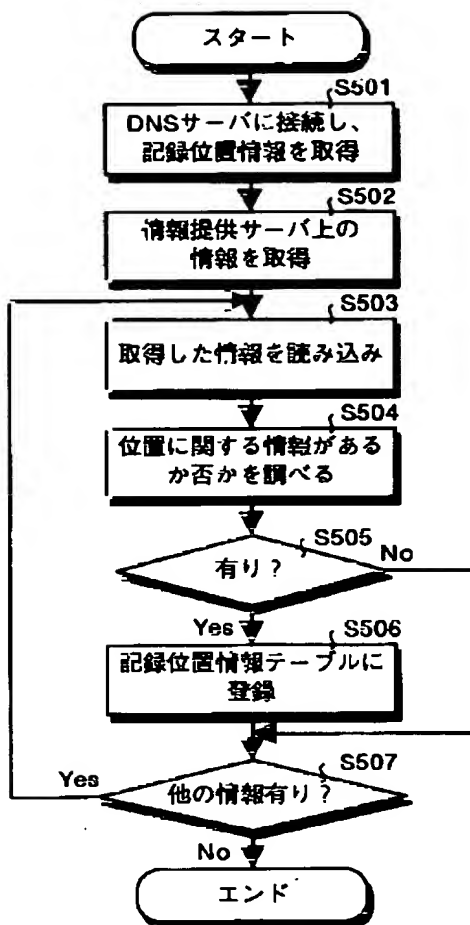 スタート
S501
DNSサーバに接続し、
記録位置情報を取得
S502
情報提供サーバ上の
情報を取得
S503
取得した情報を読み込み
S504
位置に関する情報がある
か否かを調べる
S505
有り?
No
Yes
S506
記録位置情報テーブルに
登録
S507
Yes
他の情報有り?
No
エンド